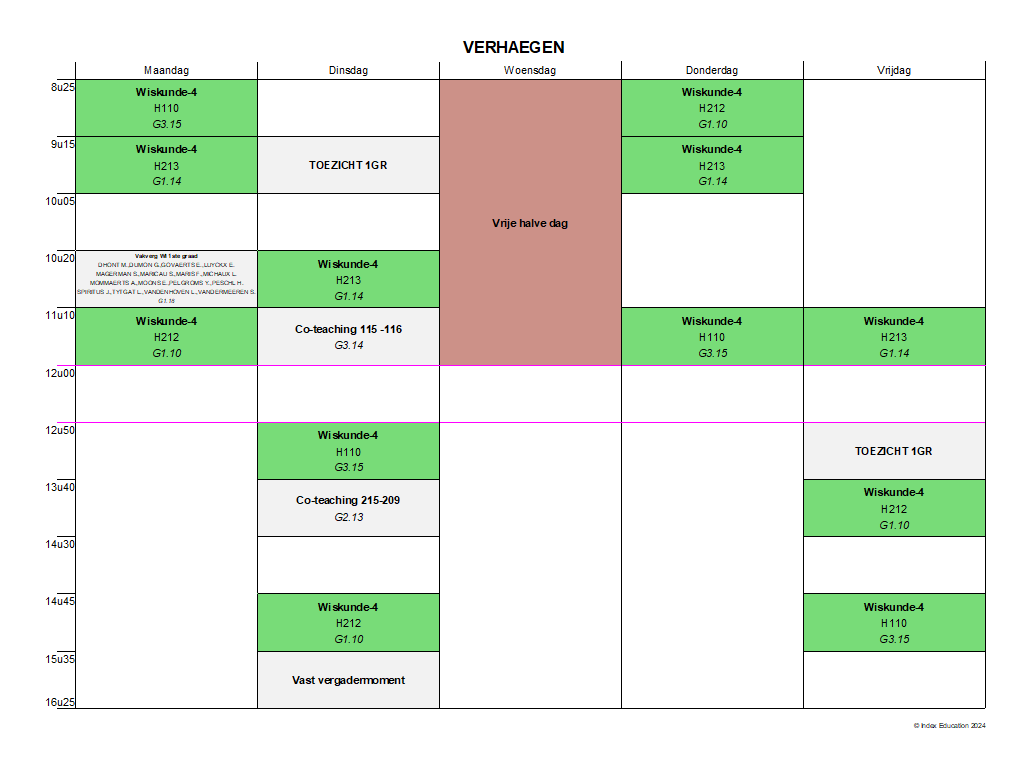 VERHAEGEN
Maandag Dinsdag Woensdag Donderdag Vrijdag
8u25
Wiskunde-4
H110
G3.15
Wiskunde-4
H212
G1.10
9u15
Wiskunde-4
H213
G1.14
TOEZICHT 1GR
Wiskunde-4
H213
G1.14
10u05
Vrije halve dag
10u20
Vakverg WI 1ste graad
DHONT M., DUMON G., GOVAERTS E., LUYCKX E.
MAGERMAN S., MARICAU S., MARIS F., MICHAUX L.
MOMMAERTS A., MOONS E., PELGROMS Y., PESCHL H.
SPIRITUS J., TYTGAT L., VANDENHOVEN L., VANDERMEEREN S.
G1.18
Wiskunde-4
H213
G1.14
11u10
Wiskunde-4
H212
G1.10
Co-teaching 115 -116
G3.14
Wiskunde-4
H110
G3.15
Wiskunde-4
H213
G1.14
12u00
12u50
Wiskunde-4
H110
G3.15
TOEZICHT 1GR
13u40
Co-teaching 215-209
G2.13
Wiskunde-4
H212
G1.10
14u30
14u45
Wiskunde-4
H212
G1.10
Wiskunde-4
H110
G3.15
15u35
Vast vergadermoment
16u25
© Index Education 2024